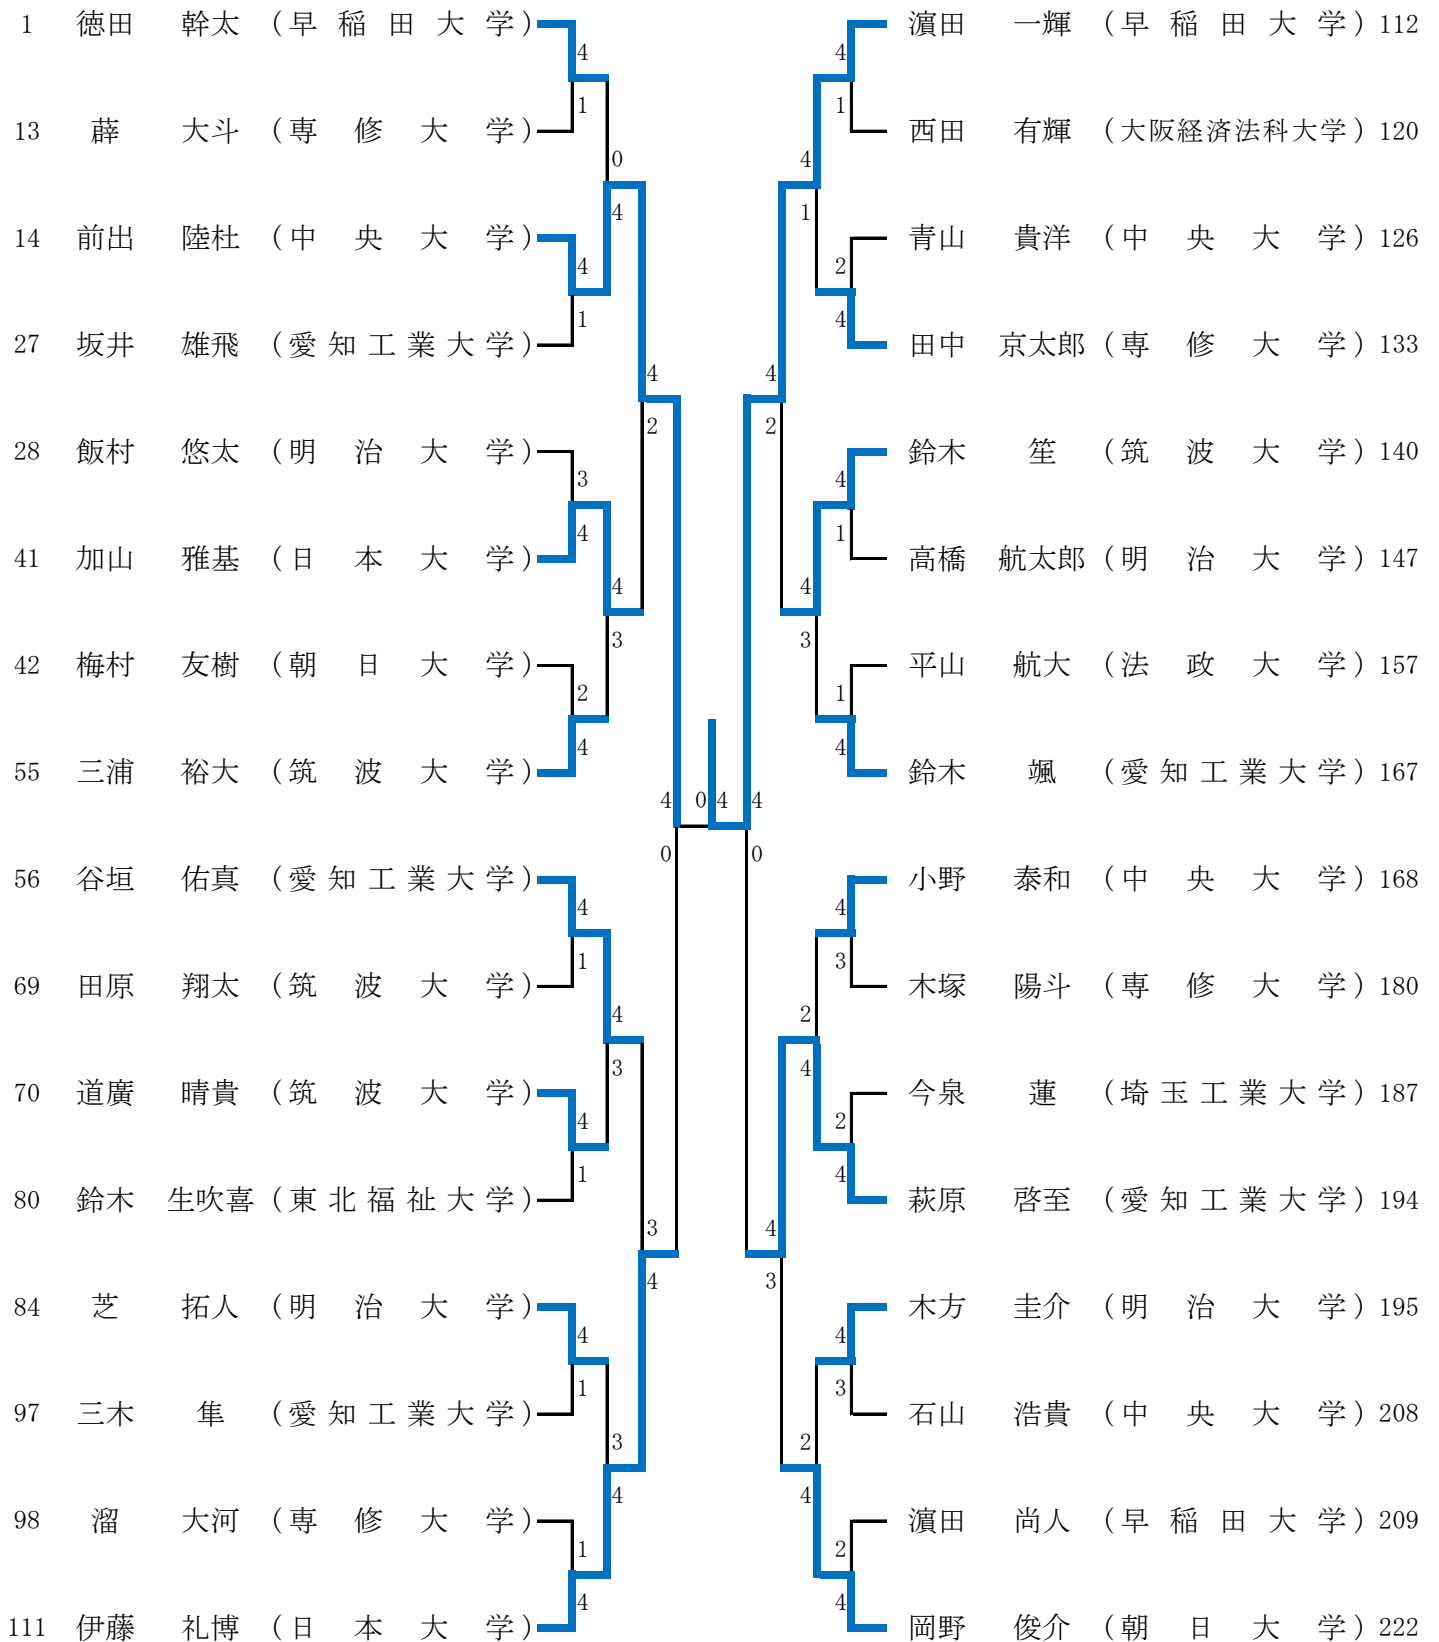 1 徳田 幹太 (早稲田大学) 濵田 一輝 (早稲田大学) 112
4 4
1 1
13 薛 大斗 (専修大学) 西田 有輝 (大阪経済法科大学) 120
0 4
4 1
14 前出 陸杜 (中央大学) 青山 貴洋 (中央大学) 126
4 2
1 4
27 坂井 雄飛 (愛知工業大学) 田中 京太郎 (専修大学) 133
4 4
2 2
28 飯村 悠太 (明治大学) 鈴木 笙 (筑波大学) 140
3 4
4 1
41 加山 雅基 (日本大学) 高橋 航太郎 (明治大学) 147
4 4
3 3
42 梅村 友樹 (朝日大学) 平山 航大 (法政大学) 157
2 1
4 4
55 三浦 裕大 (筑波大学) 鈴木 颯 (愛知工業大学) 167
4 0 4 4
0 0
56 谷垣 佑真 (愛知工業大学) 小野 泰和 (中央大学) 168
4 4
1 3
69 田原 翔太 (筑波大学) 木塚 陽斗 (専修大学) 180
4 2
3 4
70 道廣 晴貴 (筑波大学) 今泉 蓮 (埼玉工業大学) 187
4 2
1 4
80 鈴木 生吹喜 (東北福祉大学) 萩原 啓至 (愛知工業大学) 194
3 4
4 3
84 芝 拓人 (明治大学) 木方 圭介 (明治大学) 195
4 4
1 3
97 三木 隼 (愛知工業大学) 石山 浩貴 (中央大学) 208
3 2
4 4
98 溜 大河 (専修大学) 濵田 尚人 (早稲田大学) 209
1 2
4 4
111 伊藤 礼博 (日本大学) 岡野 俊介 (朝日大学) 222